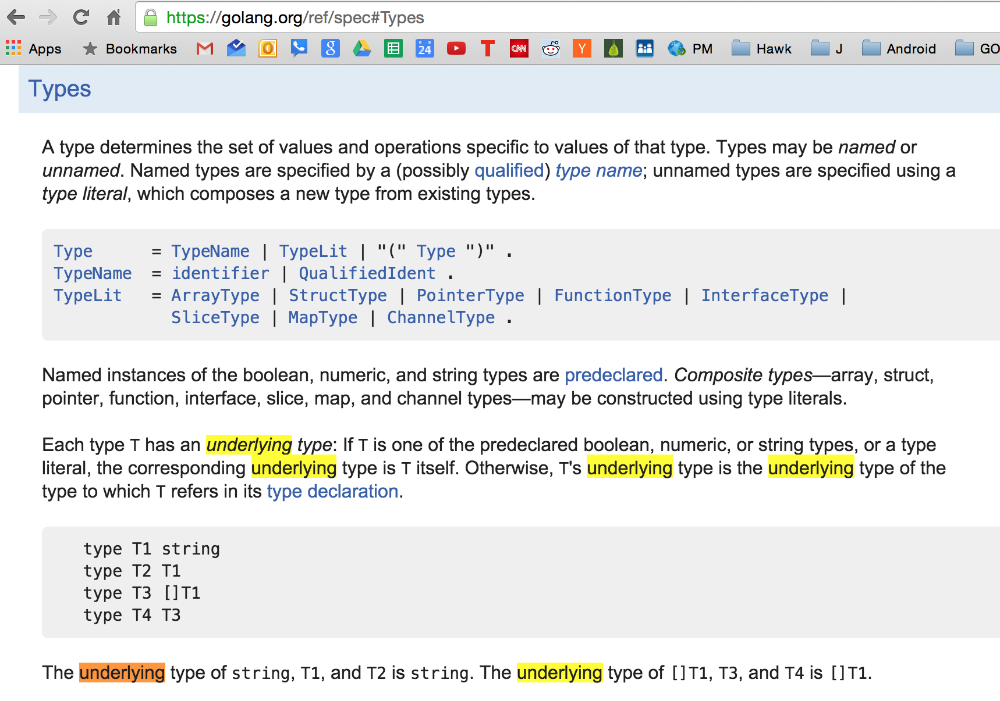 https://golang.org/ref/spec#Types
Apps Bookmarks 24 CNN PM Hawk J Android GO
Types
A type determines the set of values and operations specific to values of that type. Types may be named or
unnamed. Named types are specified by a (possibly qualified) type name; unnamed types are specified using a
type literal, which composes a new type from existing types.
Type      = TypeName | TypeLit | "(" Type ")" .
TypeName  = identifier | QualifiedIdent .
TypeLit   = ArrayType | StructType | PointerType | FunctionType | InterfaceType |
            SliceType | MapType | ChannelType .
Named instances of the boolean, numeric, and string types are predeclared. Composite types—array, struct,
pointer, function, interface, slice, map, and channel types—may be constructed using type literals.
Each type T has an underlying type: If T is one of the predeclared boolean, numeric, or string types, or a type
literal, the corresponding underlying type is T itself. Otherwise, T's underlying type is the underlying type of the
type to which T refers in its type declaration.
type T1 string
type T2 T1
type T3 []T1
type T4 T3
The underlying type of string, T1, and T2 is string. The underlying type of []T1, T3, and T4 is []T1.